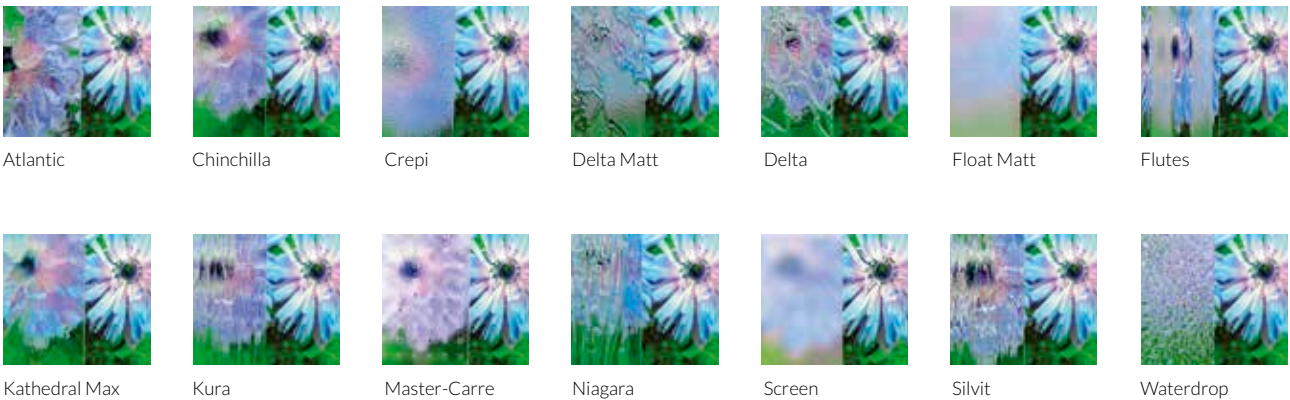 Atlantic
Chinchilla
Crepi
Delta Matt
Delta
Float Matt
Flutes
Kathedral Max
Kura
Master-Carre
Niagara
Screen
Silvit
Waterdrop